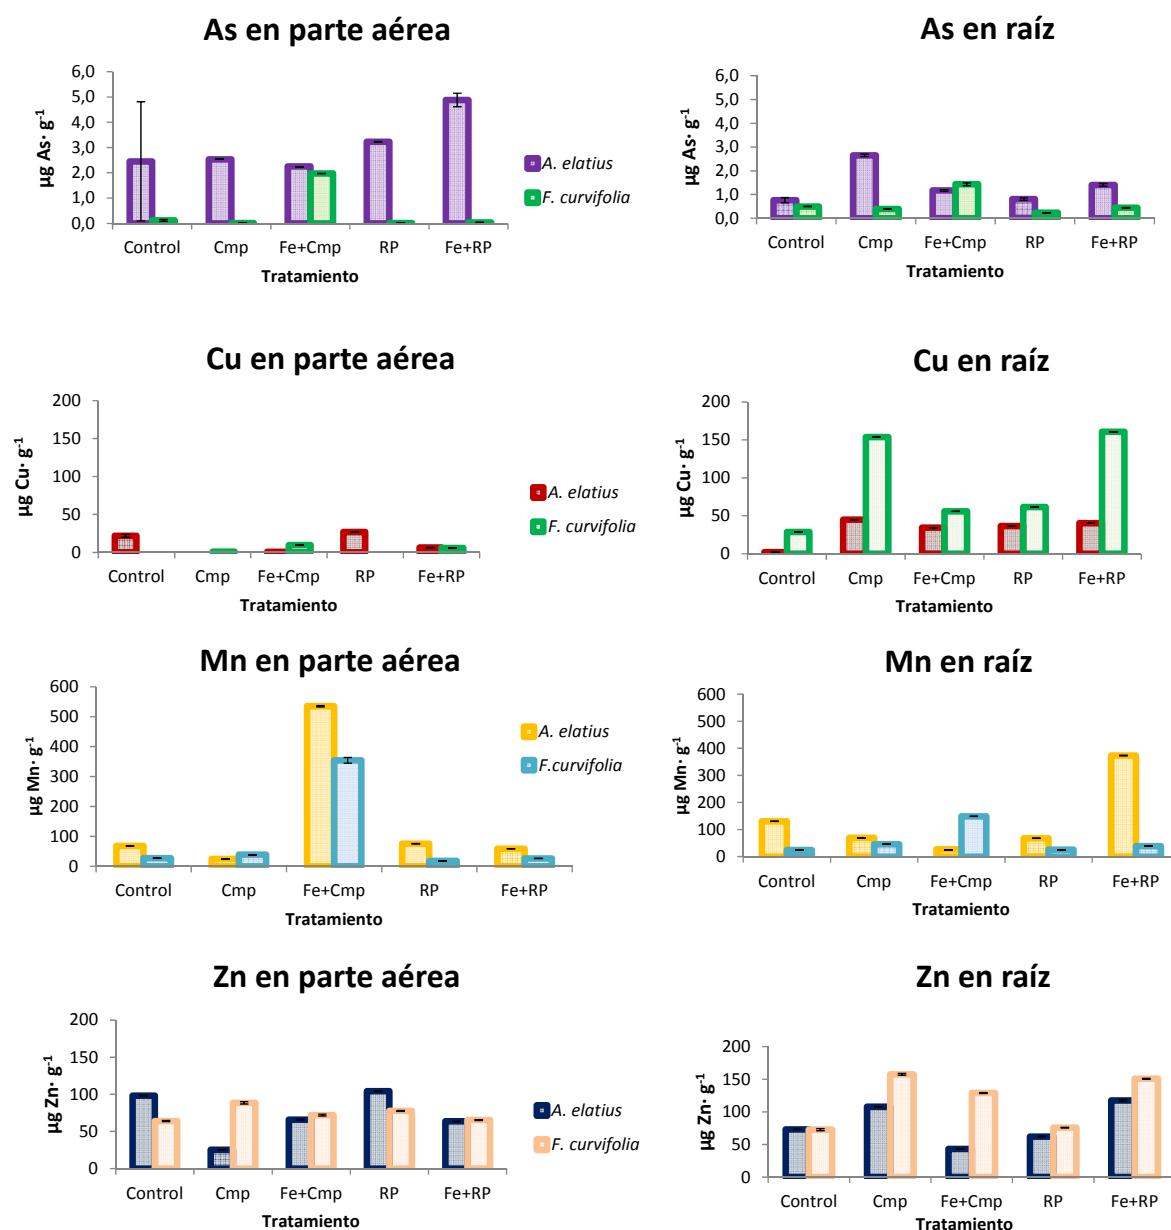 As en parte aérea
6,0
5,0
4,0
3,0
2,0
1,0
0,0
µg As· g-1
Control Cmp Fe+Cmp RP Fe+RP
Tratamiento
A. elatius
F. curvifolia
As en raíz
6,0
5,0
4,0
3,0
2,0
1,0
0,0
µg As· g-1
Control Cmp Fe+Cmp RP Fe+RP
Tratamiento
Cu en parte aérea
200
150
100
50
0
µg Cu· g-1
Control Cmp Fe+Cmp RP Fe+RP
Tratamiento
A. elatius
F. curvifolia
Cu en raíz
200
150
100
50
0
µg Cu· g-1
Control Cmp Fe+Cmp RP Fe+RP
Tratamiento
Mn en parte aérea
600
500
400
300
200
100
0
µg Mn· g-1
Control Cmp Fe+Cmp RP Fe+RP
Tratamiento
A. elatius
F.curvifolia
Mn en raíz
600
500
400
300
200
100
0
µg Mn· g-1
Control Cmp Fe+Cmp RP Fe+RP
Tratamiento
Zn en parte aérea
200
150
100
50
0
µg Zn· g-1
Control Cmp Fe+Cmp RP Fe+RP
Tratamiento
A. elatius
F. curvifolia
Zn en raíz
200
150
100
50
0
µg Zn· g-1
Control Cmp Fe+Cmp RP Fe+RP
Tratamiento